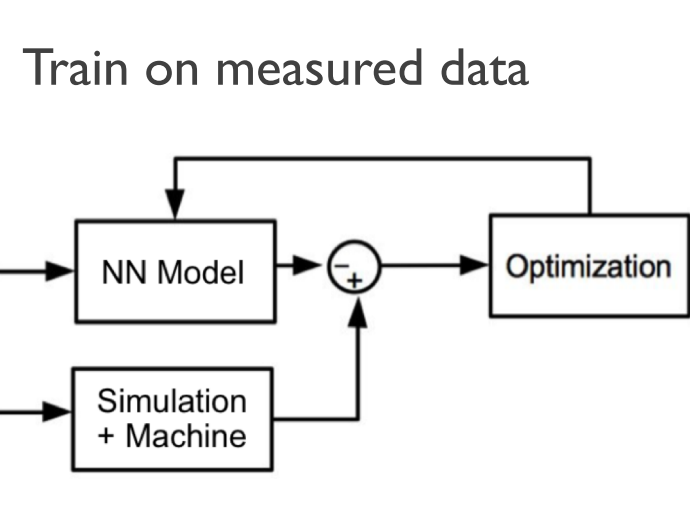 Train on measured data
NN Model
−
+
Optimization
Simulation
+ Machine